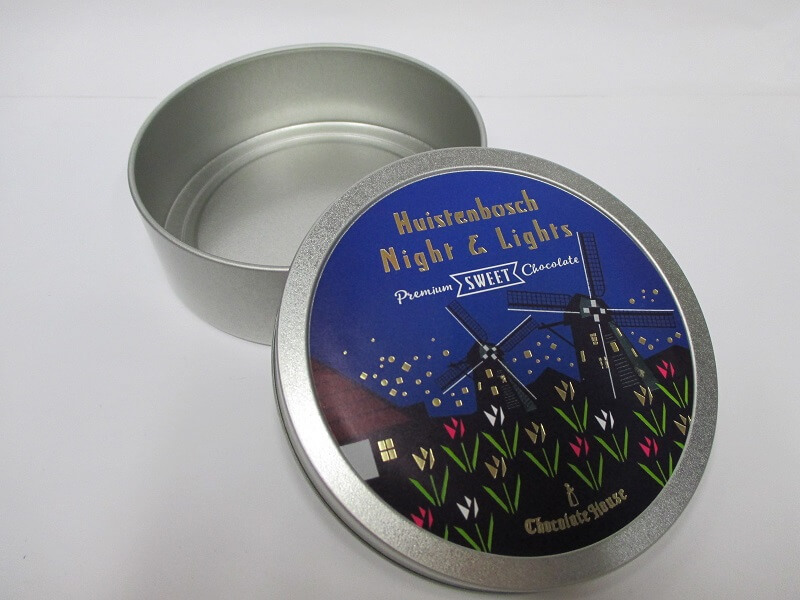 Huistenbosch
Night & Lights
Premium SWEET Chocolate
Chocolate House